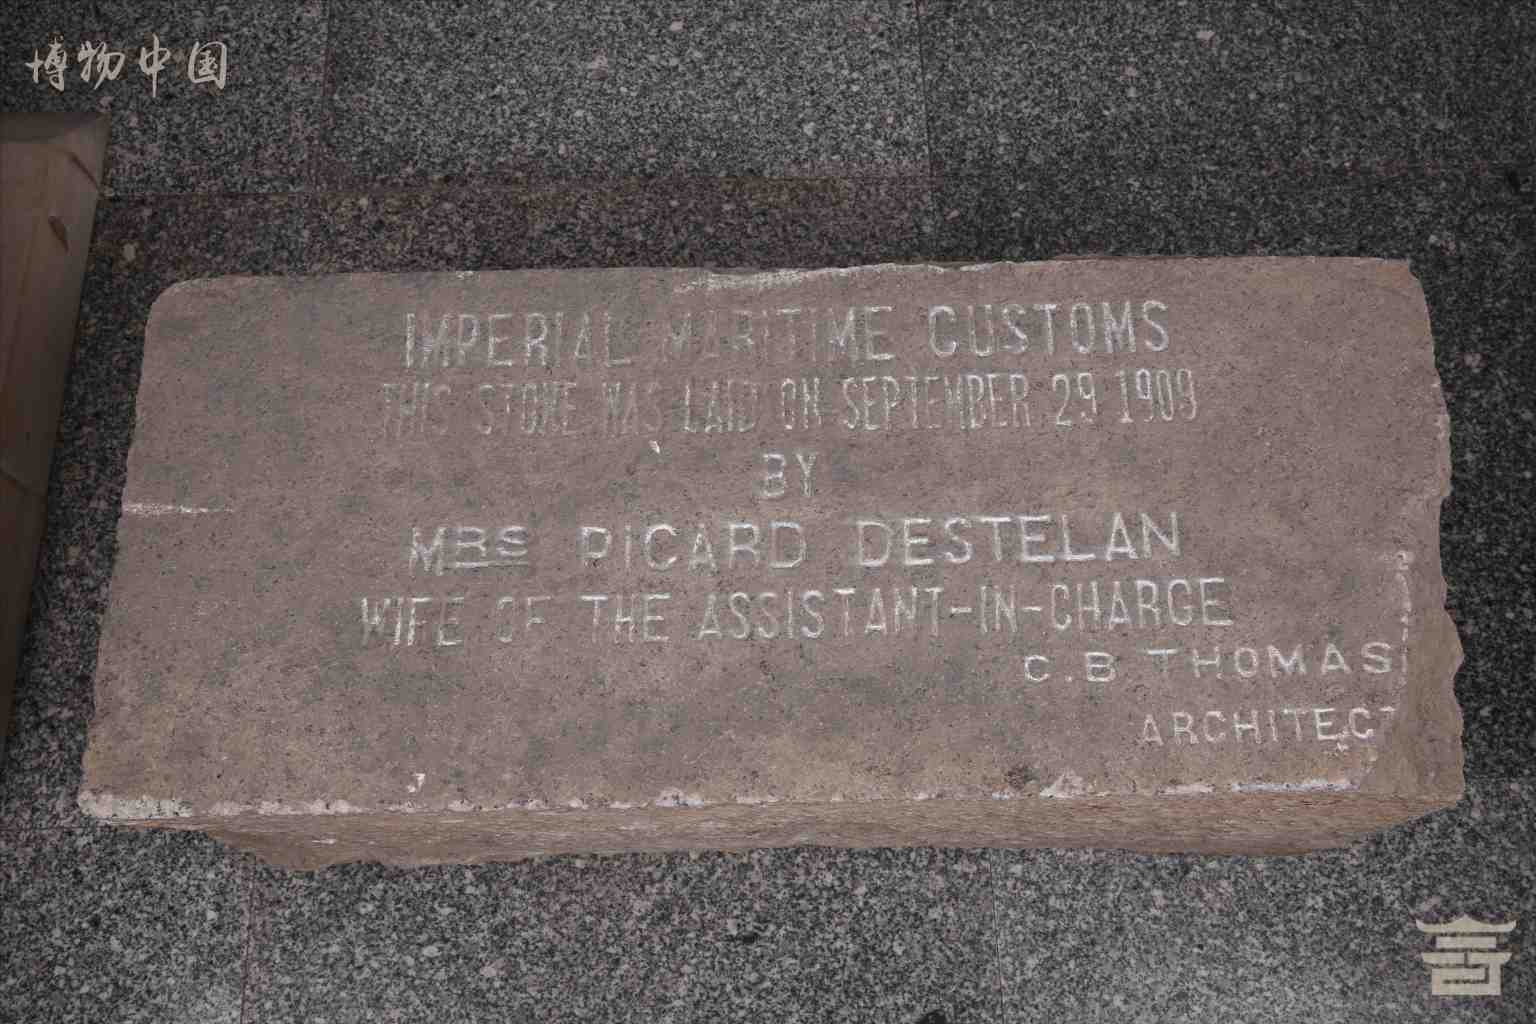 博物中国
IMPERIAL MARITIME CUSTOMS
THIS STONE WAS LAID ON SEPTEMBER 29 1909
BY
MRS PICARD DESTELAN
WIFE OF THE ASSISTANT-IN-CHARGE
C.B THOMAS
ARCHITECT